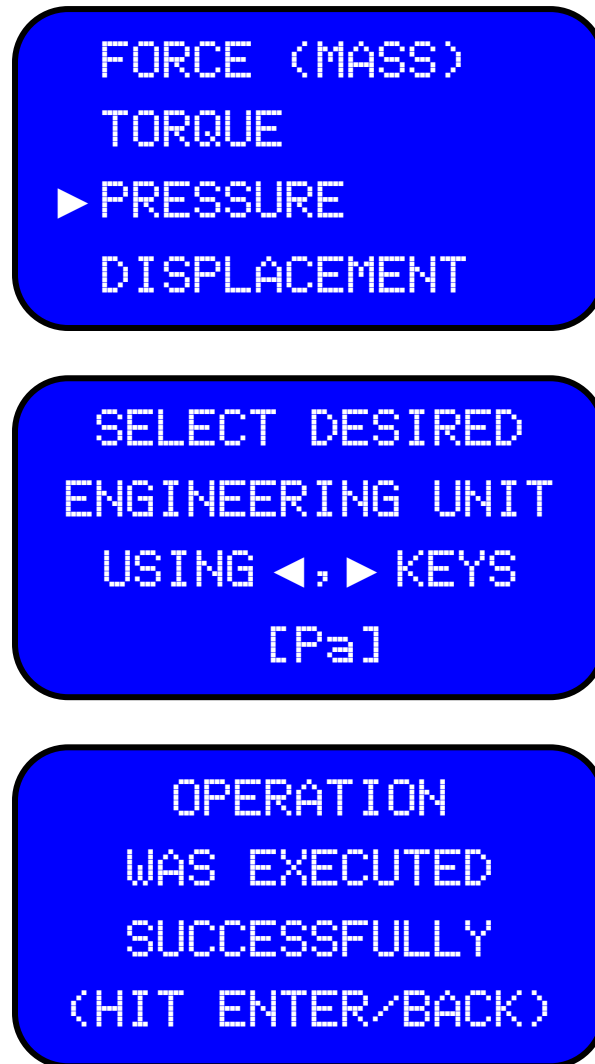 FORCE (MASS)
TORQUE
▶ PRESSURE
DISPLACEMENT
SELECT DESIRED
ENGINEERING UNIT
USING ◀,▶ KEYS
[Pa]
OPERATION
WAS EXECUTED
SUCCESSFULLY
(HIT ENTER/BACK)